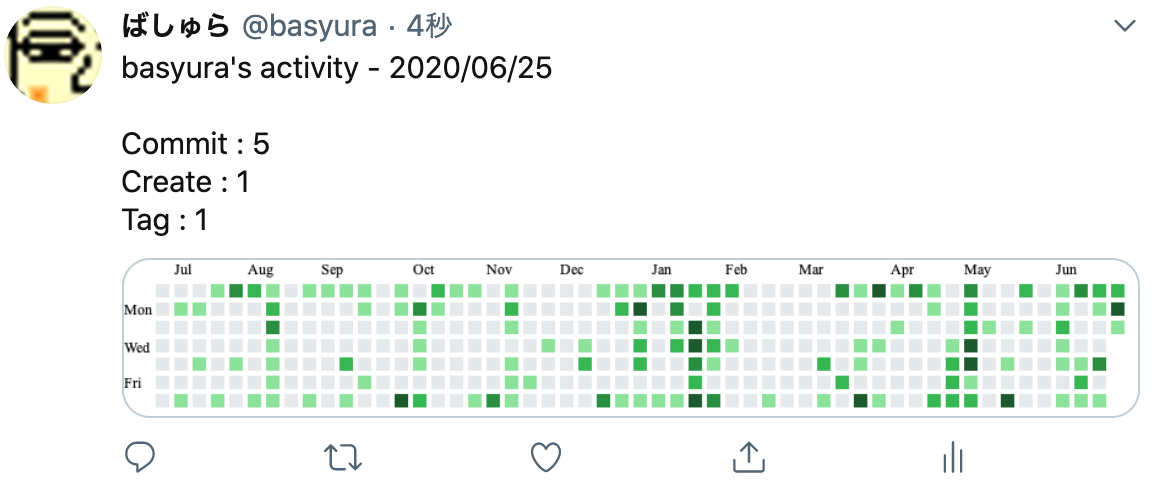 ばしゅら @basyura · 4秒
basyura's activity - 2020/06/25
Commit : 5
Create : 1
Tag : 1
Jul Aug Sep Oct Nov Dec Jan Feb Mar Apr May Jun
Mon
Wed
Fri